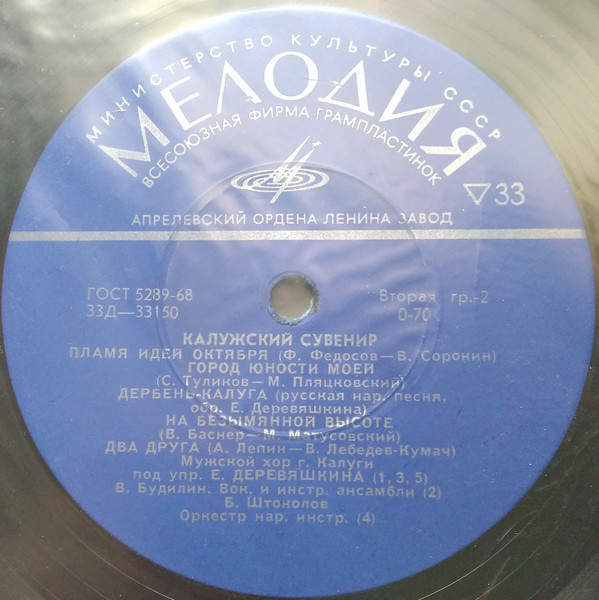 МИНИСТЕРСТВО КУЛЬТУРЫ СССР
МЕЛОДИЯ
ВСЕСОЮЗНАЯ ФИРМА ГРАМПЛАСТИНОК
33
АПРЕЛЕВСКИЙ ОРДЕНА ЛЕНИНА ЗАВОД
ГОСТ 5289-68 Вторая гр.-2
33Д—33150 0-70
КАЛУЖСКИЙ СУВЕНИР
ПЛАМЯ ИДЕЙ ОКТЯБРЯ (Ф. Федосов—В. Сорокин)
ГОРОД ЮНОСТИ МОЕЙ
(С. Туликов—М. Пляцковский)
ДЕРБЕНЬ-КАЛУГА (русская нар. песня,
обр. Е. Деревяшкина)
НА БЕЗЫМЯННОЙ ВЫСОТЕ
(В. Баснер—М. Матусовский)
ДВА ДРУГА (А. Лепин—В. Лебедев-Кумач)
Мужской хор г. Калуги
под упр. Е. ДЕРЕВЯШКИНА (1, 3, 5)
В. Будилин. Вок. и инстр. ансамбли (2)
Б. Штоколов
Оркестр нар. инстр. (4)